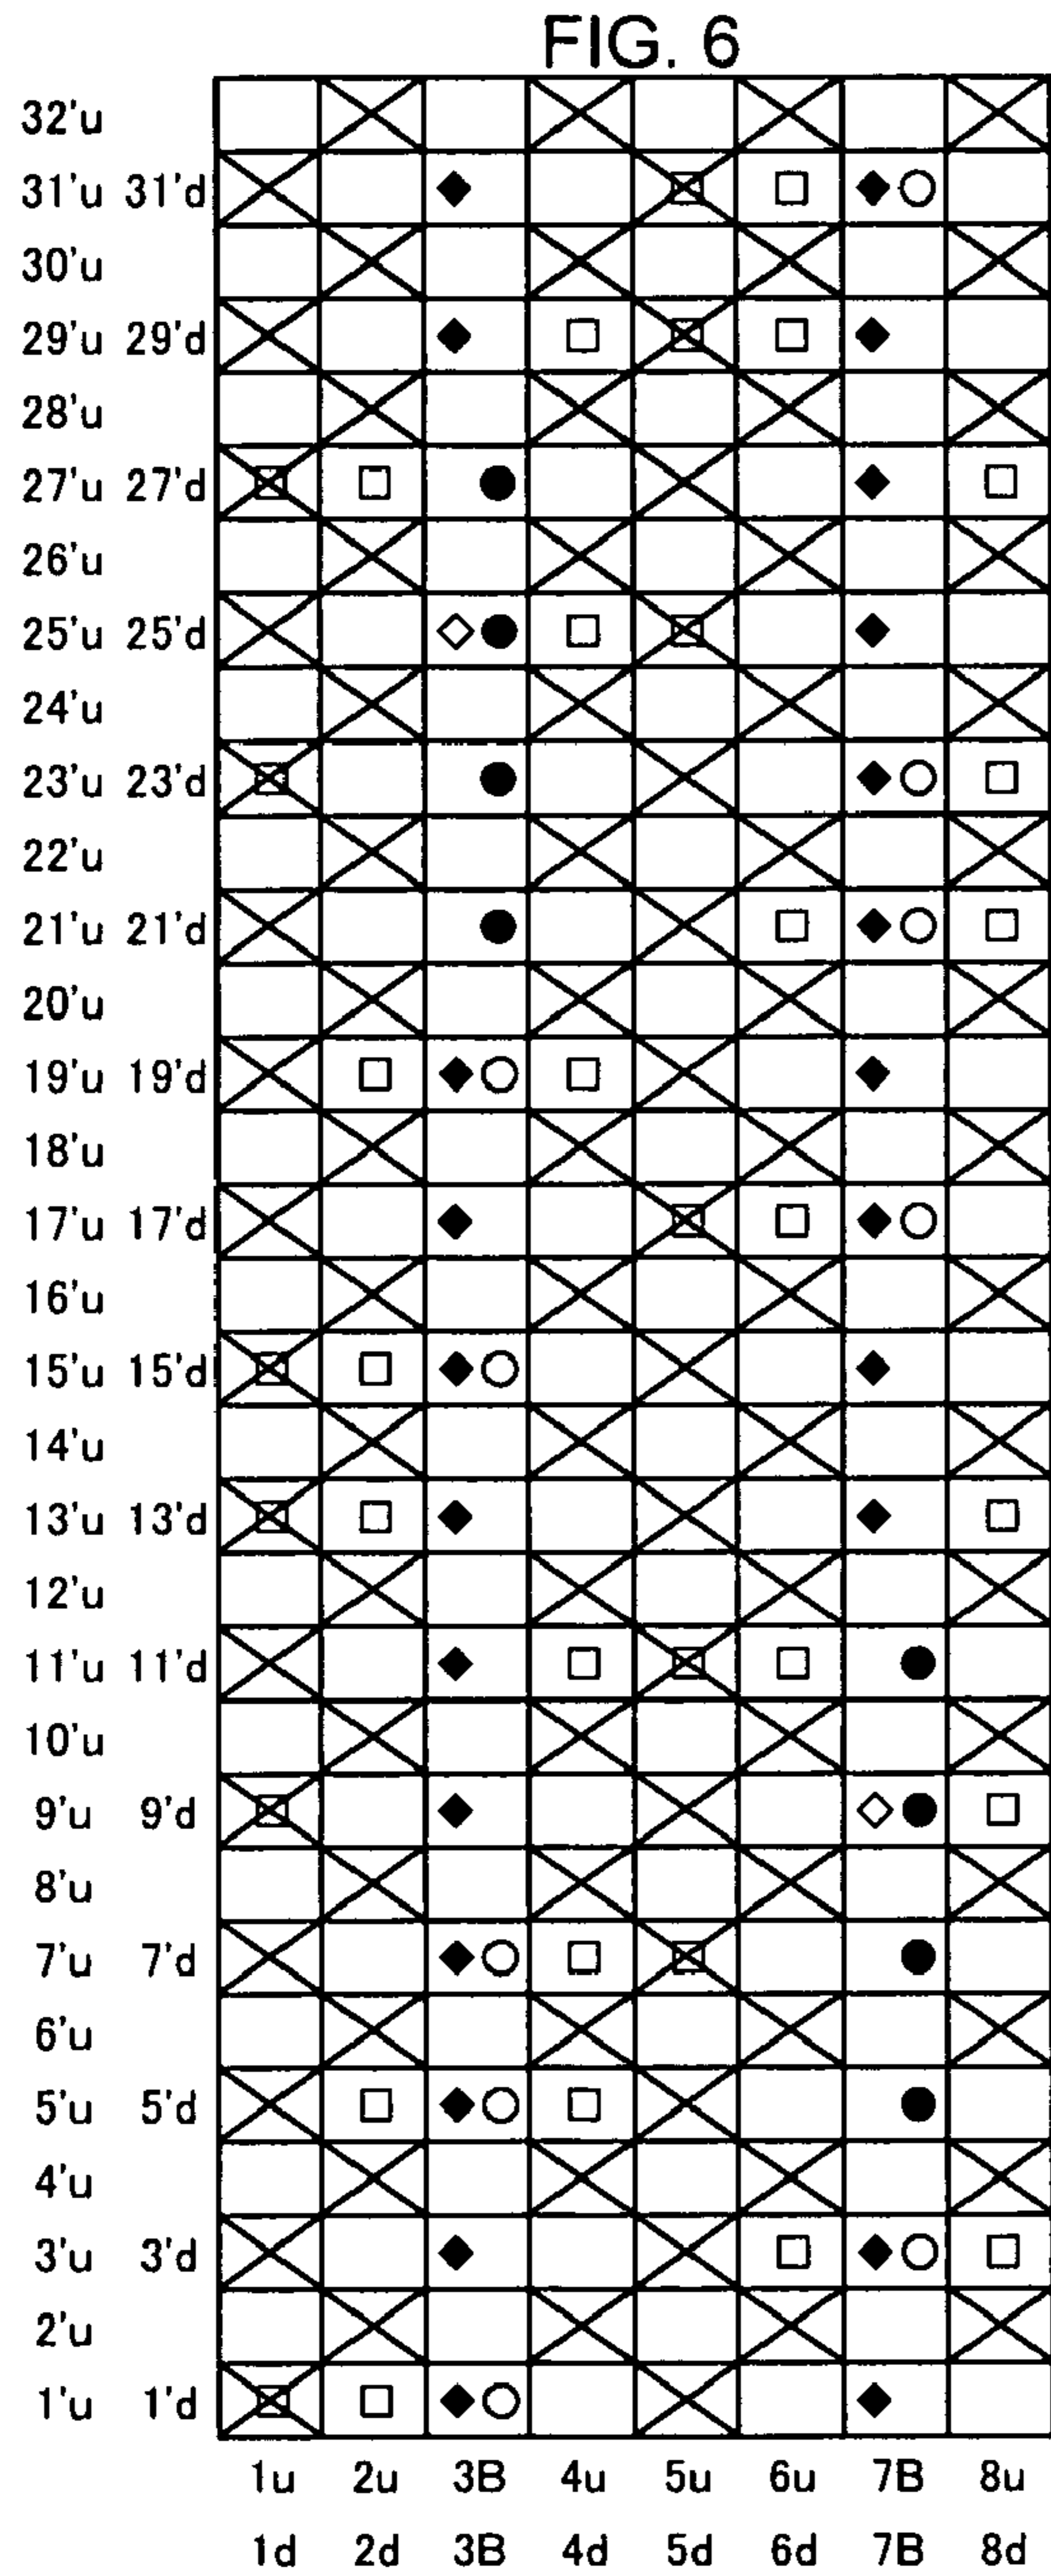 FIG. 6
32'u
31'u 31'd
30'u
29'u 29'd
28'u
27'u 27'd
26'u
25'u 25'd
24'u
23'u 23'd
22'u
21'u 21'd
20'u
19'u 19'd
18'u
17'u 17'd
16'u
15'u 15'd
14'u
13'u 13'd
12'u
11'u 11'd
10'u
9'u 9'd
8'u
7'u 7'd
6'u
5'u 5'd
4'u
3'u 3'd
2'u
1'u 1'd
1u 2u 3B 4u 5u 6u 7B 8u
1d 2d 3B 4d 5d 6d 7B 8d